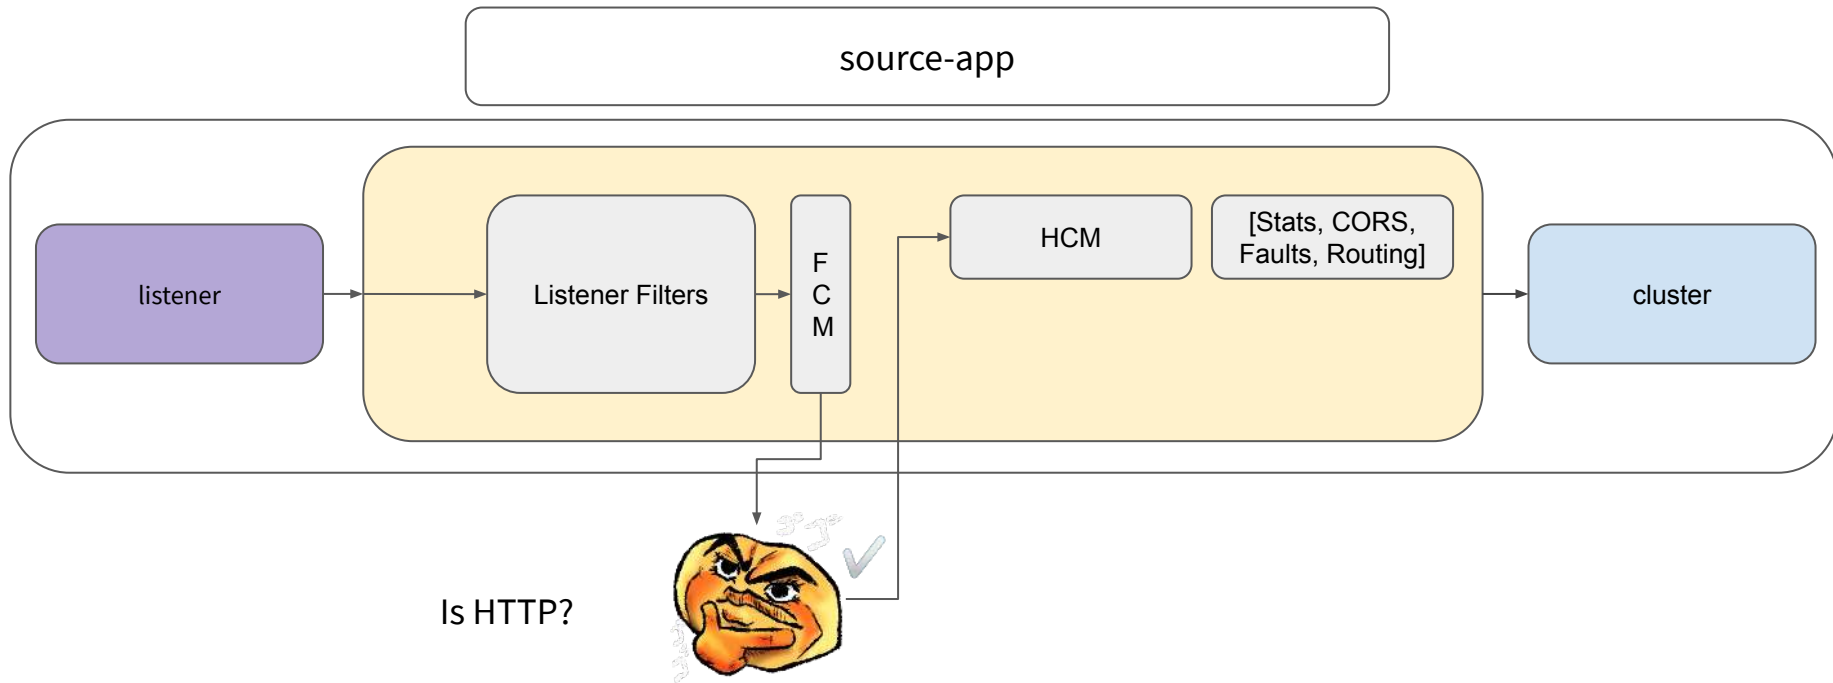 source-app
listener
Listener Filters
F
C
M
HCM
[Stats, CORS,
Faults, Routing]
cluster
Is HTTP?